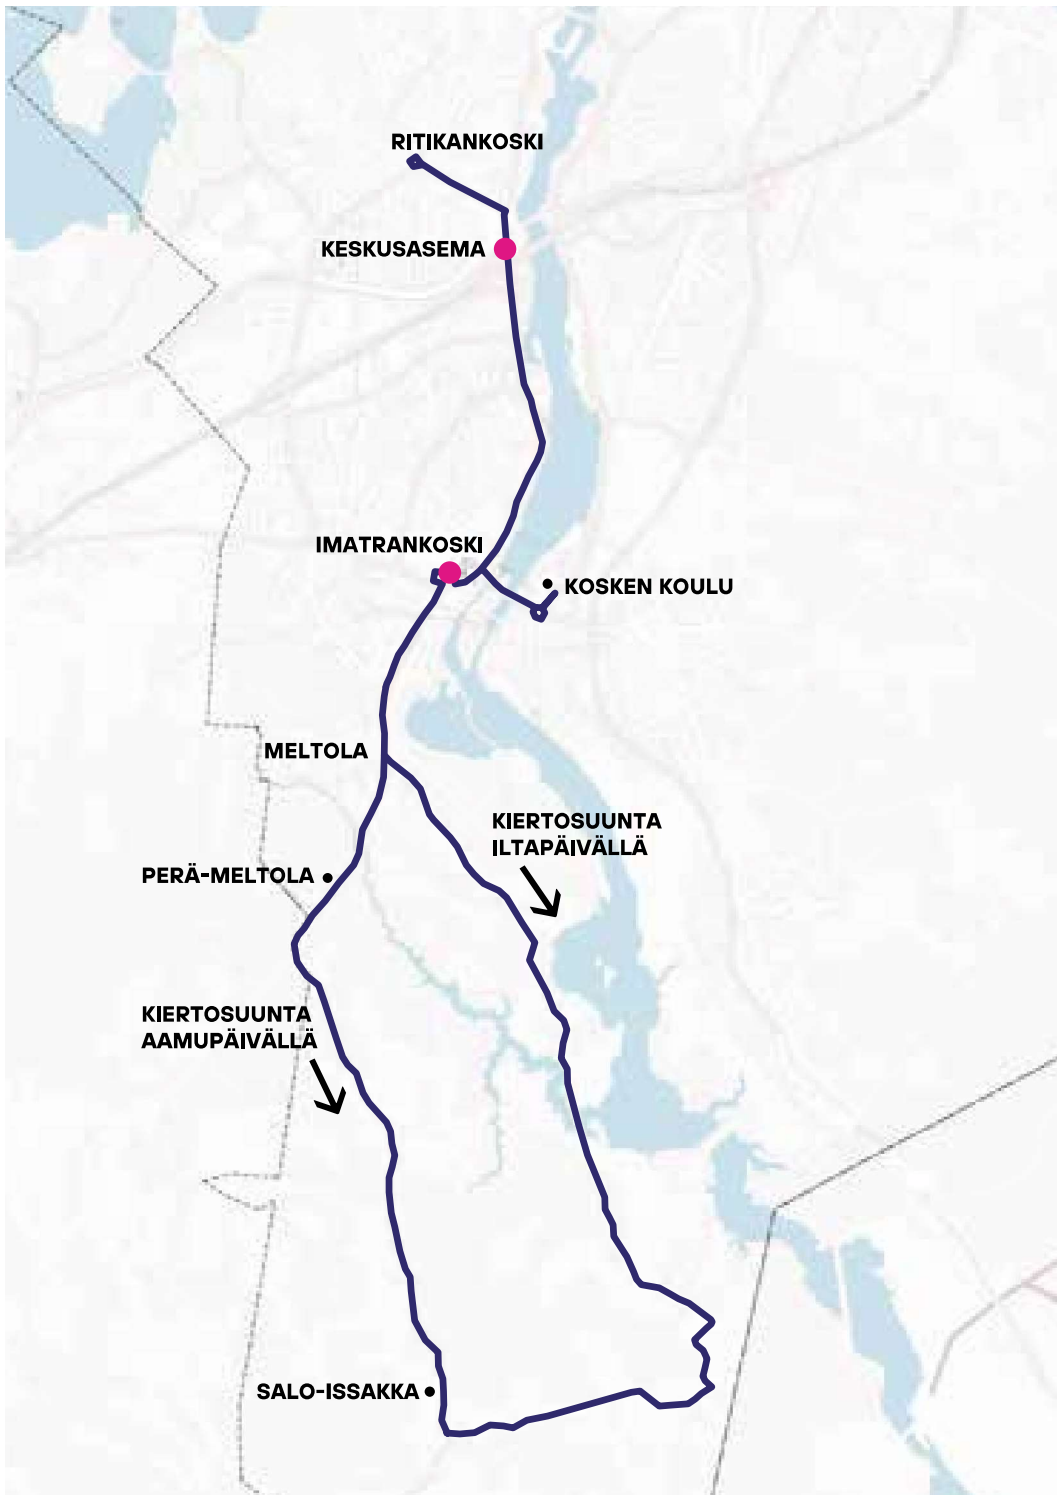 RITIKANKOSKI
KESKUSASEMA
IMATRANKOSKI
KOSKEN KOULU
MELTOLA
KIERTOSUUNTA
ILTAPÄIVÄLLÄ
PERÄ-MELTOLA
KIERTOSUUNTA
AAMUPÄIVÄLLÄ
SALO-ISSAKKA